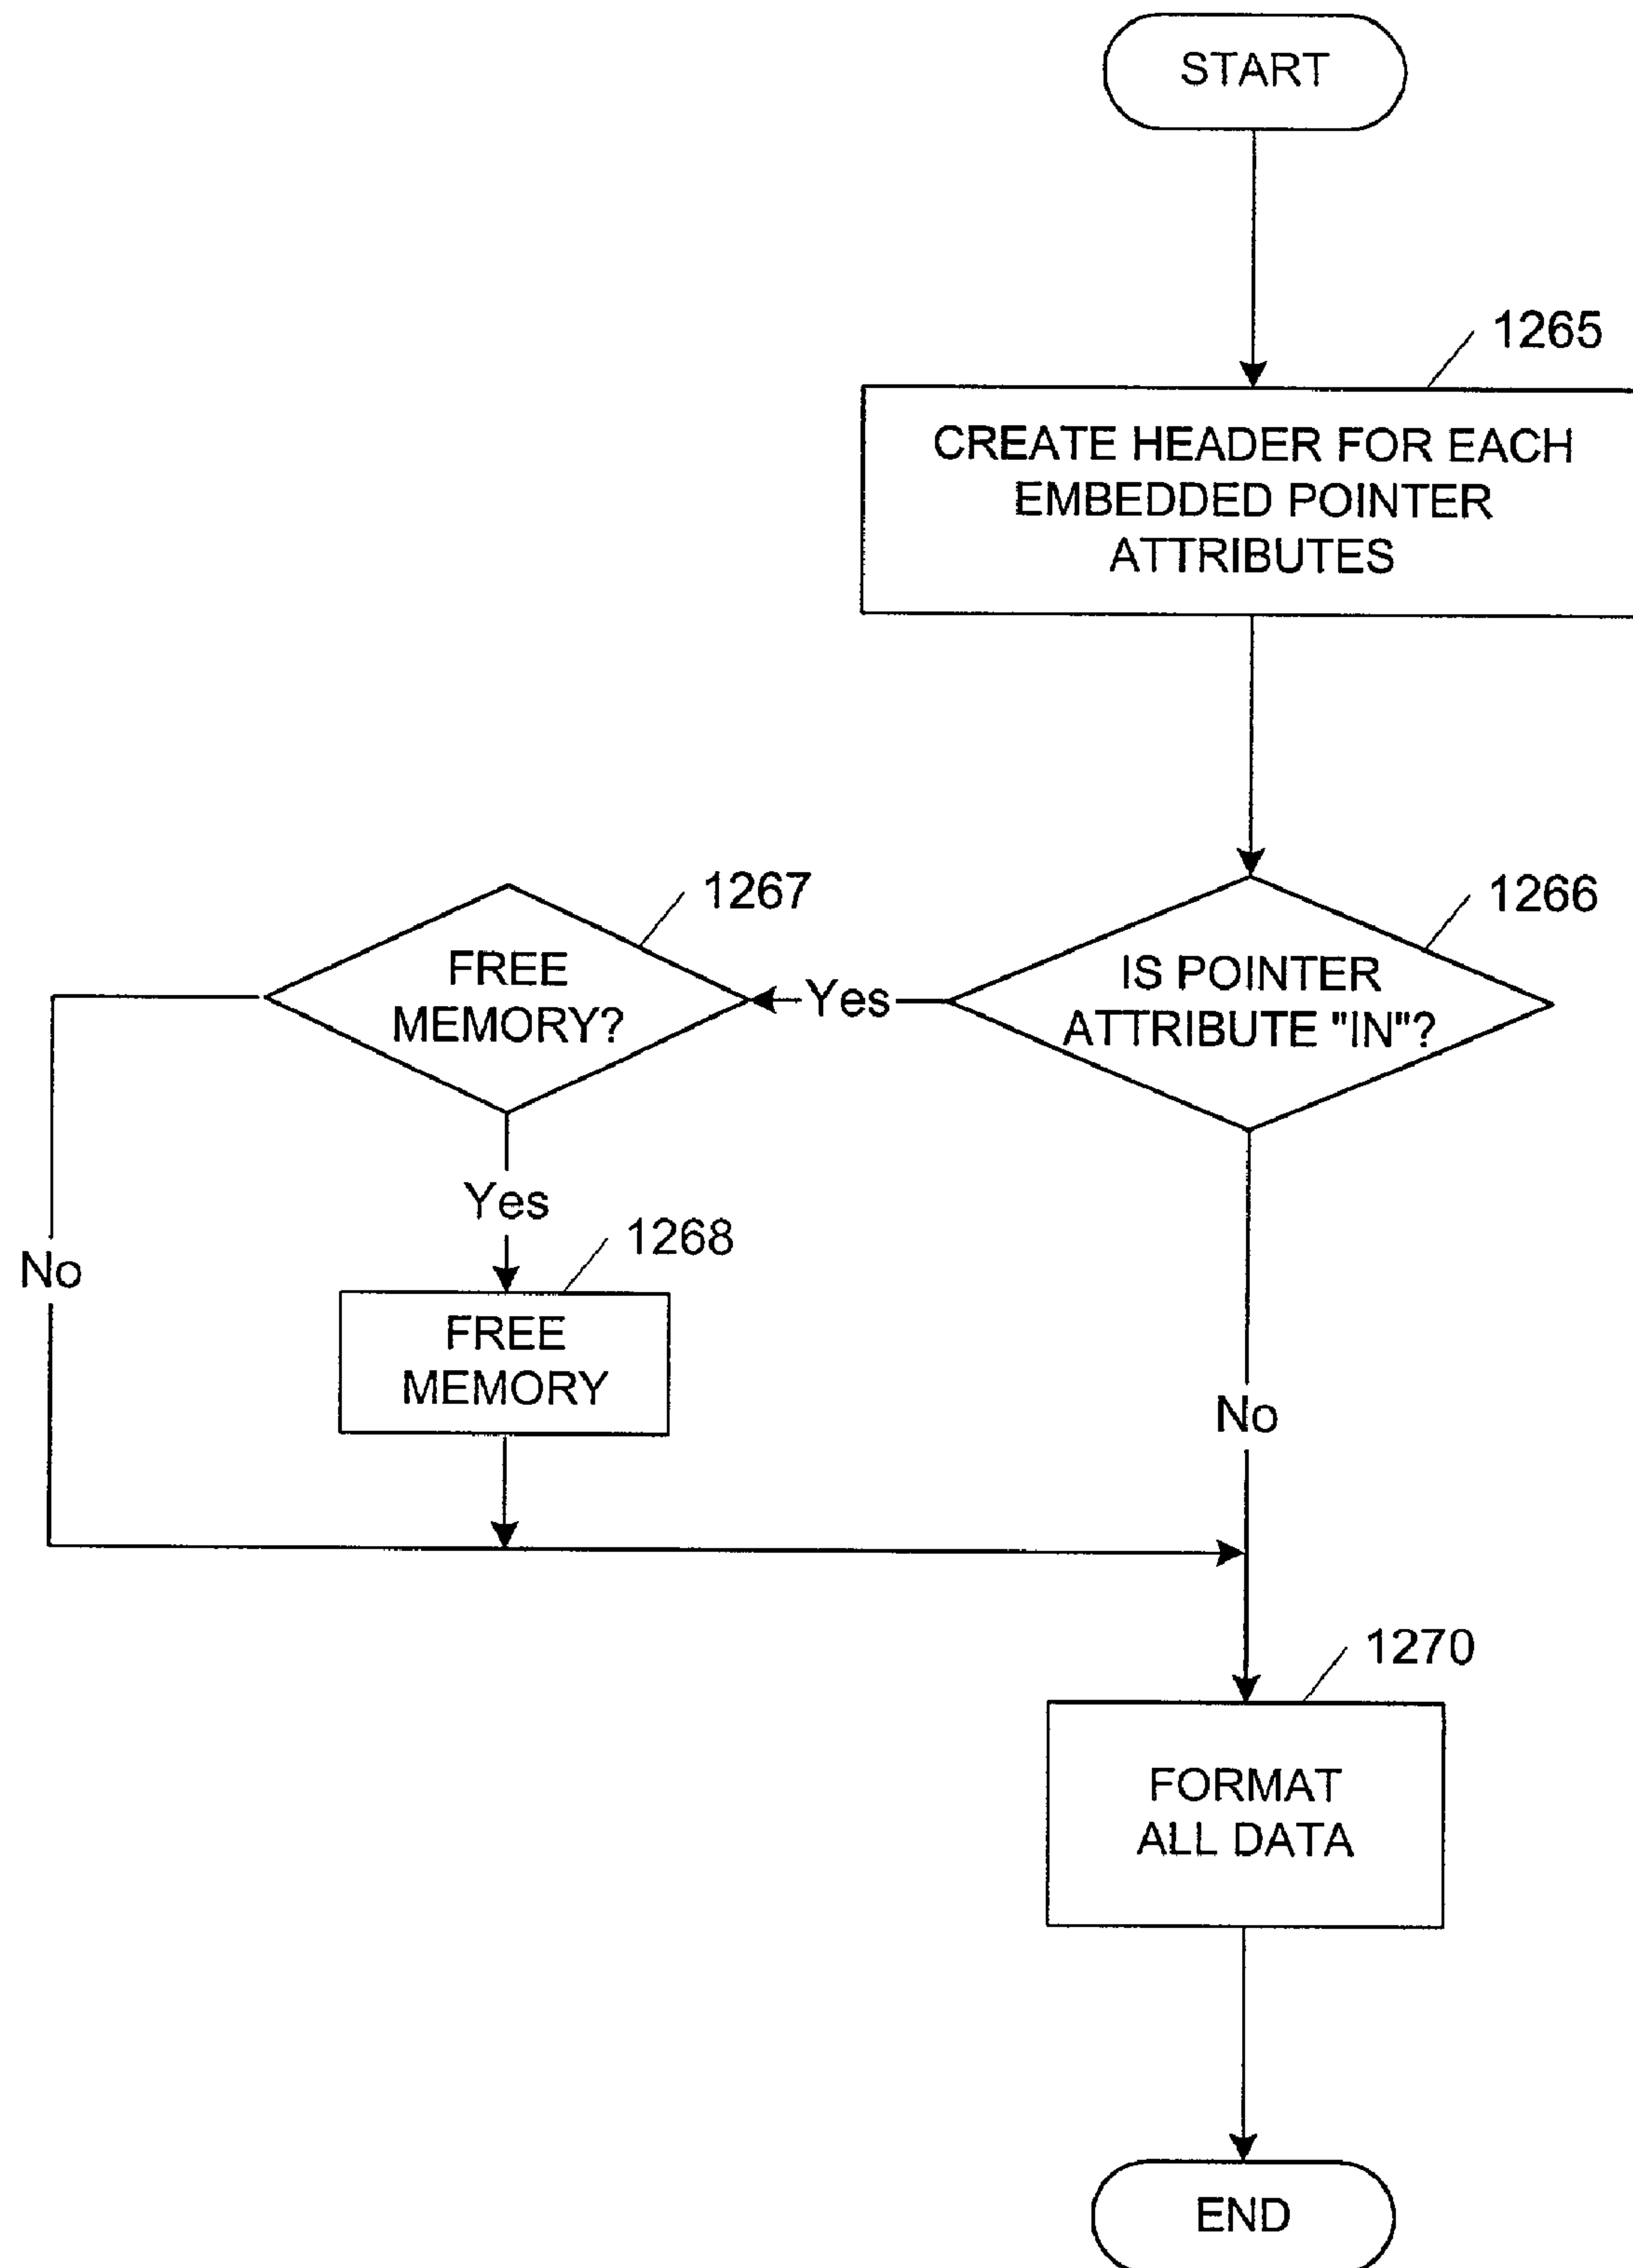 START
1265
CREATE HEADER FOR EACH
EMBEDDED POINTER
ATTRIBUTES
1267
1266
FREE
MEMORY?
Yes
IS POINTER
ATTRIBUTE "IN"?
Yes
1268
No
FREE
MEMORY
No
1270
FORMAT
ALL DATA
END